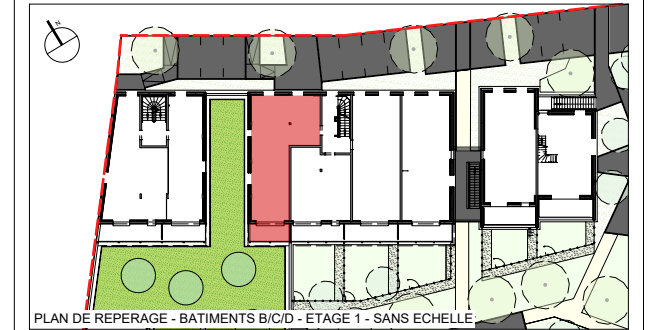 N
PLAN DE REPERAGE - BATIMENTS B/C/D - ETAGE 1 - SANS ECHELLE